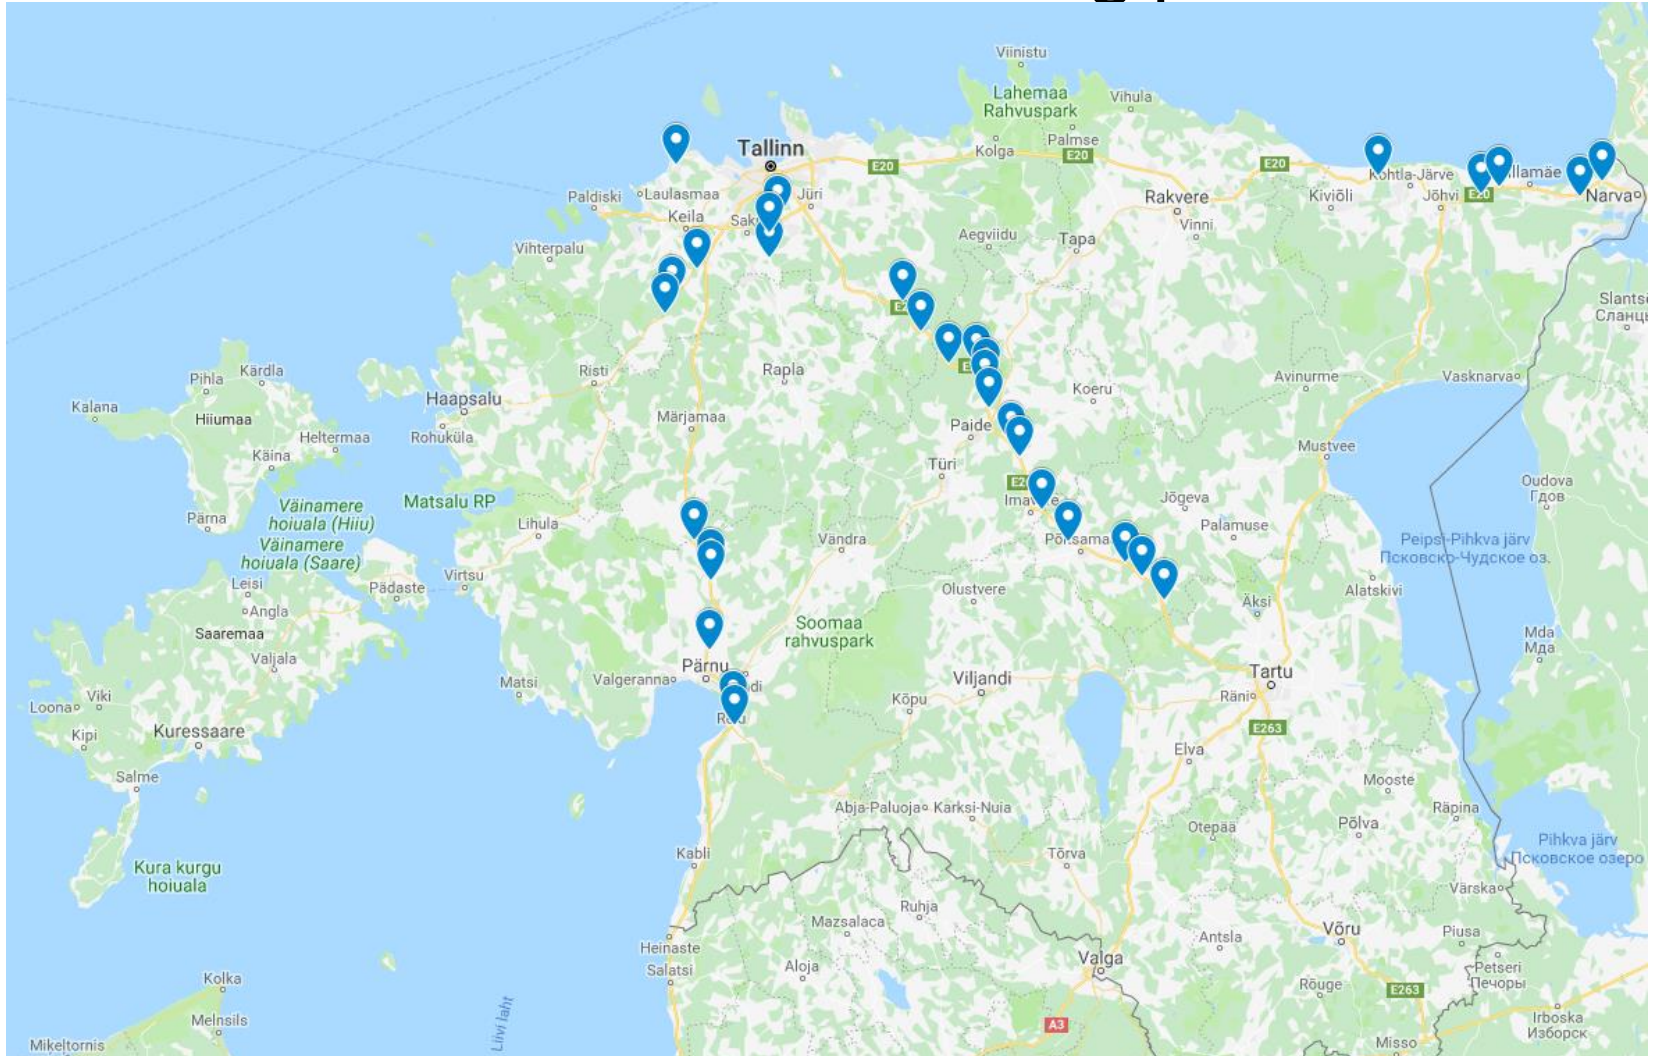 Viinistu
Lahemaa
Rahvuspark
Vihula
Tallinn
E20
Kolga
Palmse
E20
E20
Kohtla-Järve
Paldiski
Laulasmaa
Jüri
Rakvere
Kiviõli
Jõhvi
E20
Narva
Keila
Vinni
Vihterpalu
Aegviidu
Tapa
Slantsõ
Сланцы
Pihla
Kärdla
Risti
Rapla
Koeru
Avinurme
Vasknarva
Kalana
Hiiumaa
Haapsalu
Märjamaa
Paide
Heltermaa
Rohuküla
Mustvee
Käina
Türi
Oudova
Гдов
Matsalu RP
Väinamere
hoiuala (Hiiu)
Pärna
Lihula
Jõgeva
Palamuse
Väinamere
hoiuala (Saare)
Vändra
Peipsi-Pihkva järv
Псковско-Чудское оз.
Leisi
Pädaste
Virtsu
Olustvere
Alatskivi
Angla
Äksi
Saaremaa
Soomaa
rahvuspark
Mda
Мда
Valjala
Pärnu
Matsi
Valgeranna
Viljandi
Tartu
Viki
Loona
Kõpu
Räni
Kipi
Kuressaare
E263
Elva
Salme
Mooste
Abja-Paluoja
Karksi-Nuia
Räpina
Otepää
Põlva
Kabli
Tõrva
Pihkva järv
Псковское озеро
Kura kurgu
hoiuala
Värska
Ruhja
Mazsalaca
Võru
Piusa
Heinaste
Antsla
Salatsi
Aloja
Valga
Petseri
Печоры
Kolka
Rõuge
E263
Melnsils
Liivi laht
A3
Irboska
Изборск
Mikeltornis
Misso